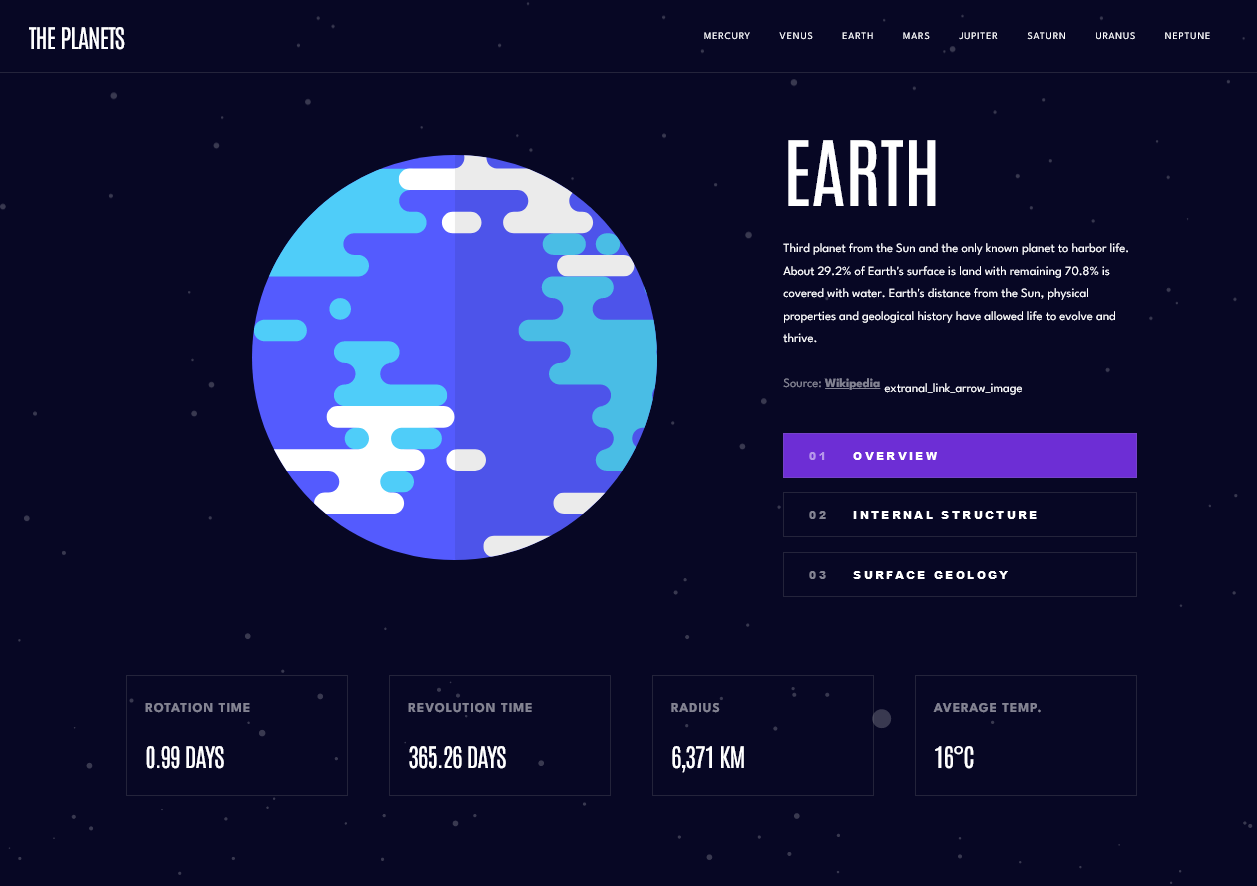 THE PLANETS
MERCURY VENUS EARTH MARS JUPITER SATURN URANUS NEPTUNE
EARTH
Third planet from the Sun and the only known planet to harbor life.
About 29.2% of Earth's surface is land with remaining 70.8% is
covered with water. Earth's distance from the Sun, physical
properties and geological history have allowed life to evolve and
thrive.
Source: Wikipedia extranal_link_arrow_image
01 OVERVIEW
02 INTERNAL STRUCTURE
03 SURFACE GEOLOGY
ROTATION TIME
0.99 DAYS
REVOLUTION TIME
365.26 DAYS
RADIUS
6,371 KM
AVERAGE TEMP.
16°C